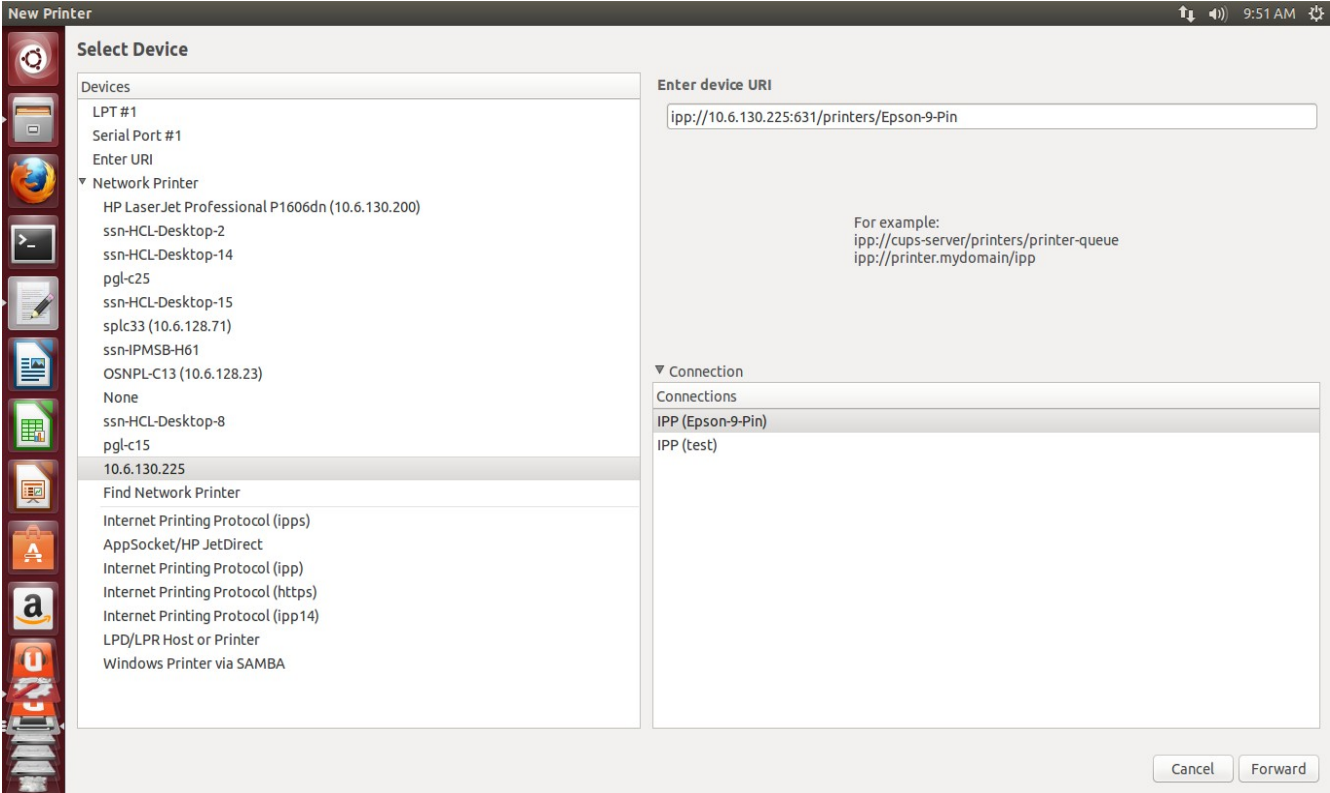 New Printer
9:51 AM
Select Device
Devices
LPT #1
Serial Port #1
Enter URI
Network Printer
HP LaserJet Professional P1606dn (10.6.130.200)
ssn-HCL-Desktop-2
ssn-HCL-Desktop-14
pgl-c25
ssn-HCL-Desktop-15
splc33 (10.6.128.71)
ssn-IPMSB-H61
OSNPL-C13 (10.6.128.23)
None
ssn-HCL-Desktop-8
pgl-c15
10.6.130.225
Find Network Printer
Internet Printing Protocol (ipps)
AppSocket/HP JetDirect
Internet Printing Protocol (ipp)
Internet Printing Protocol (https)
Internet Printing Protocol (ipp14)
LPD/LPR Host or Printer
Windows Printer via SAMBA
Enter device URI
ipp://10.6.130.225:631/printers/Epson-9-Pin
For example:
ipp://cups-server/printers/printer-queue
ipp://printer.mydomain/ipp
Connection
Connections
IPP (Epson-9-Pin)
IPP (test)
Cancel
Forward